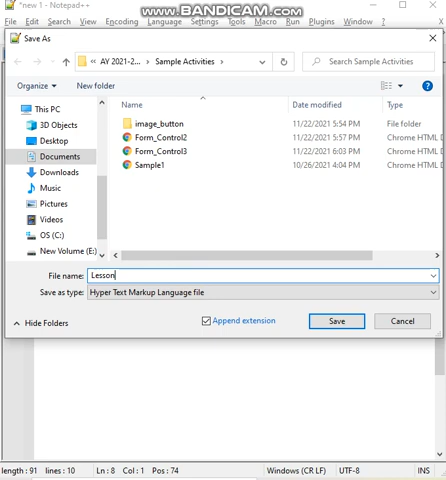 *new 1 - Notepad++
www.BANDICAM.com
File Edit Search View Encoding Language Settings Tools Macro Run Plugins Window ?
Save As
« AY 2021-2... > Sample Activities >
Search Sample Activities
Organize
New folder
This PC
3D Objects
Desktop
Documents
Downloads
Music
Pictures
Videos
OS (C:)
New Volume (E:)
Name Date modified Type
image_button 11/22/2021 5:54 PM File folder
Form_Control2 11/22/2021 5:57 PM Chrome HTML D
Form_Control3 11/22/2021 6:03 PM Chrome HTML D
Sample1 10/26/2021 4:04 PM Chrome HTML D
File name: Lesson
Save as type: Hyper Text Markup Language file
Hide Folders
Append extension
Save
Cancel
length : 91 lines : 10 Ln : 8 Col : 1 Pos : 74 Windows (CR LF) UTF-8 INS